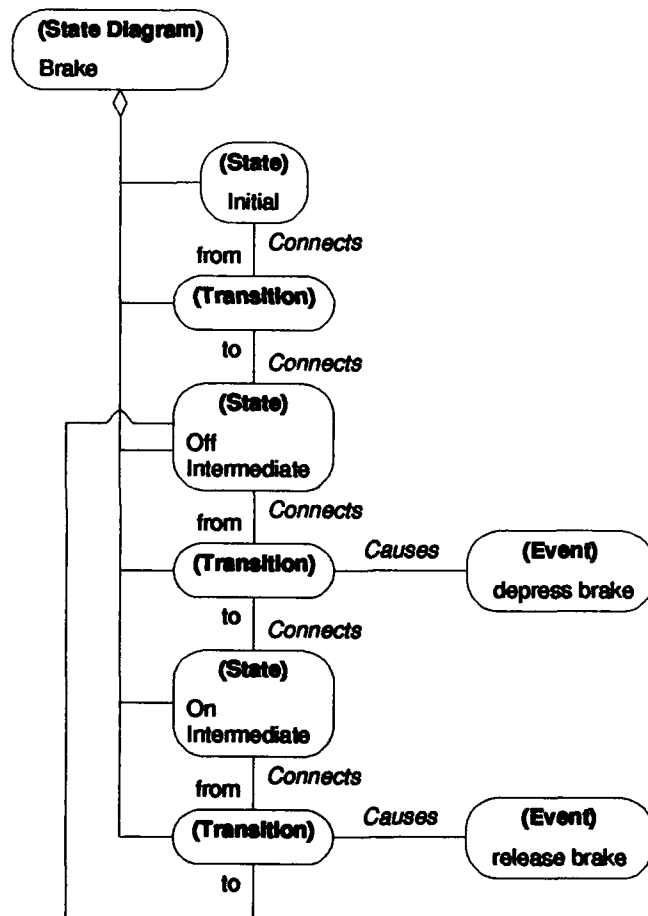 (State Diagram)
Brake
(State)
Initial
from
Connects
(Transition)
to
Connects
(State)
Off
Intermediate
from
Connects
(Transition)
Causes
(Event)
depress brake
to
Connects
(State)
On
Intermediate
from
Connects
(Transition)
Causes
(Event)
release brake
to